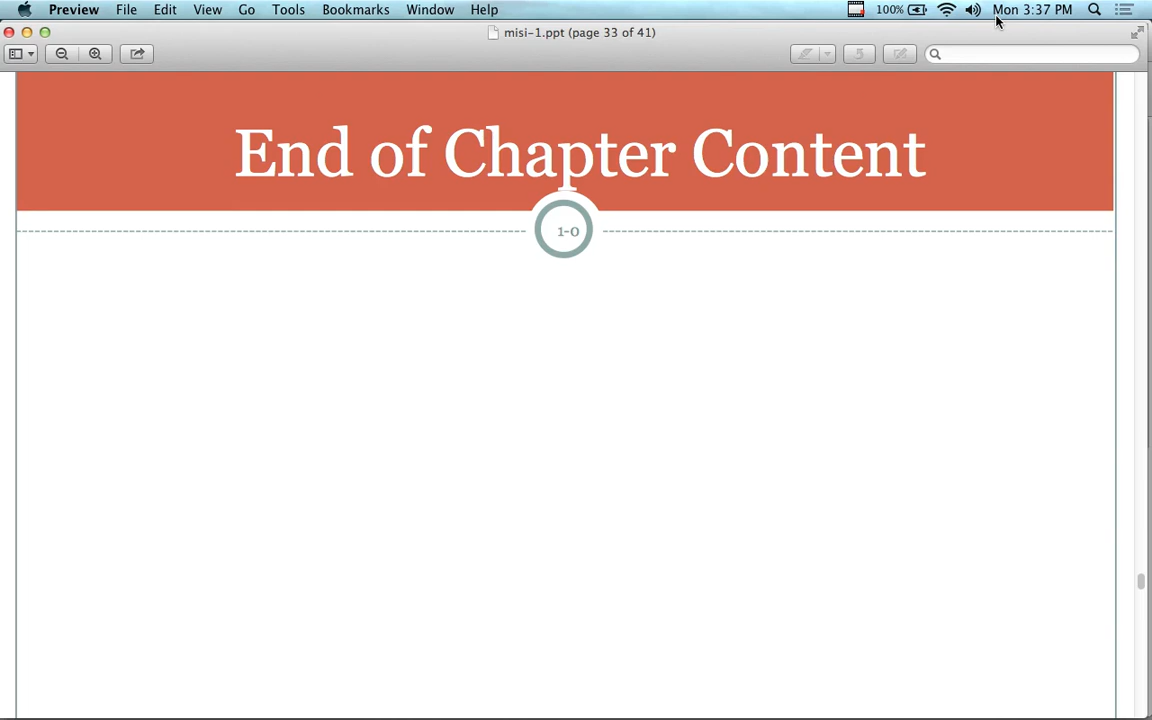 Preview File Edit View Go Tools Bookmarks Window Help 100% Mon 3:37 PM
misi-1.ppt (page 33 of 41)
End of Chapter Content
1-0